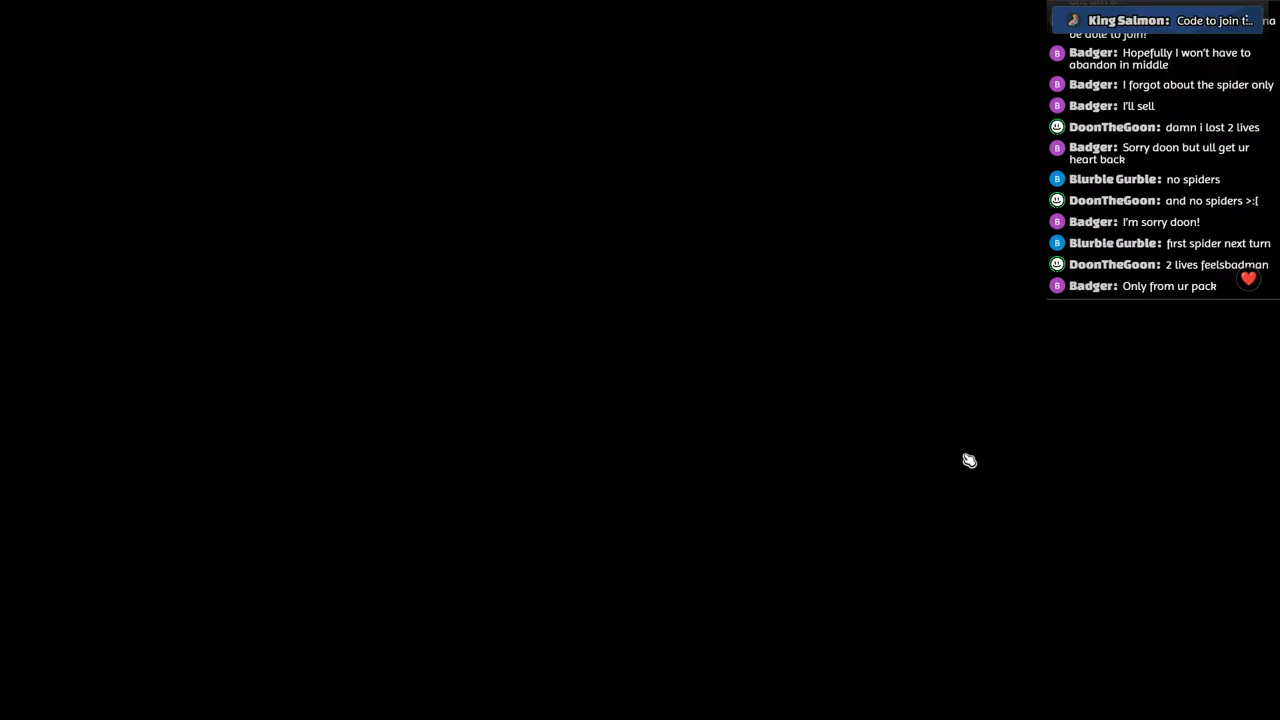 King Salmon: Code to join t...
be able to join?
Badger: Hopefully I won't have to
abandon in middle
Badger: I forgot about the spider only
Badger: I'll sell
DoonTheGoon: damn i lost 2 lives
Badger: Sorry doon but ull get ur
heart back
Blurble Gurble: no spiders
DoonTheGoon: and no spiders >:[
Badger: I'm sorry doon!
Blurble Gurble: first spider next turn
DoonTheGoon: 2 lives feelsbadman
Badger: Only from ur pack